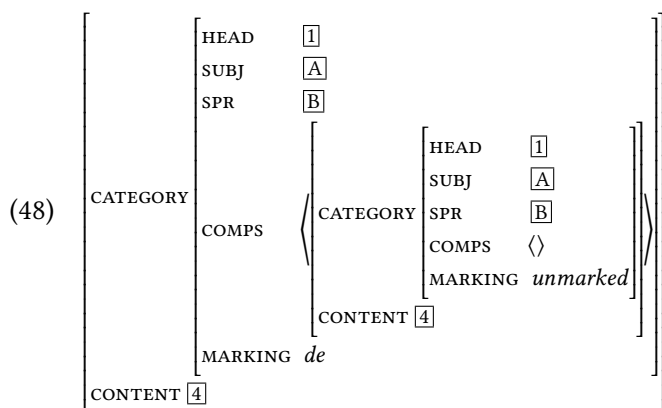 HEAD 1
SUBJ A
SPR B
HEAD 1
SUBJ A
(48) CATEGORY COMPS ⟨ CATEGORY SPR B ⟩
COMPS ⟨⟩
MARKING unmarked
CONTENT 4
MARKING de
CONTENT 4